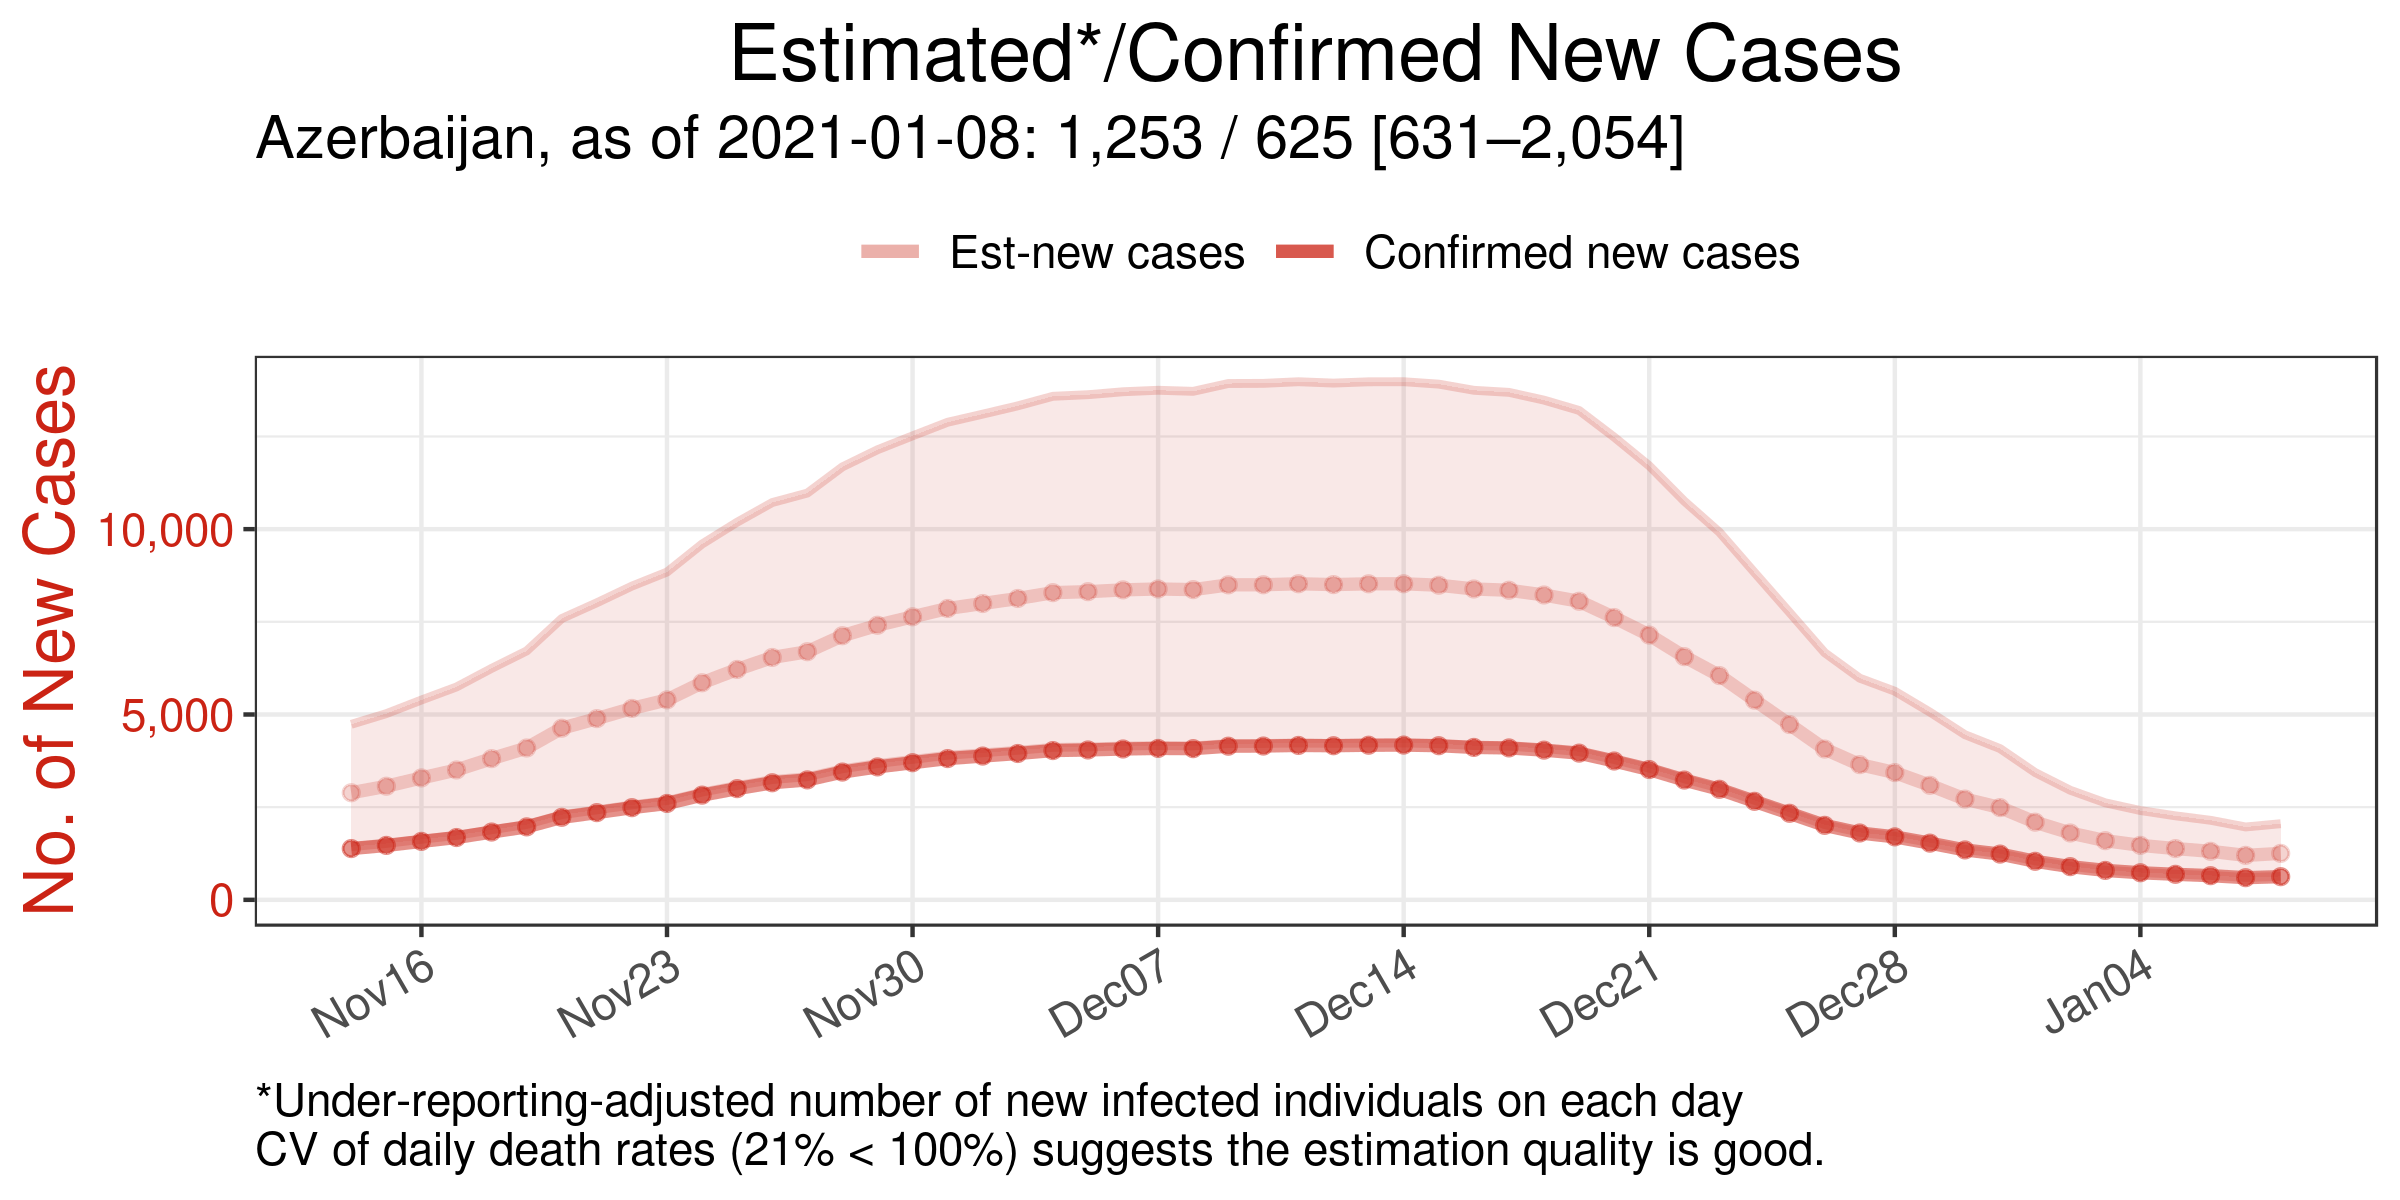 Estimated*/Confirmed New Cases
Azerbaijan, as of 2021-01-08: 1,253 / 625 [631–2,054]
Est-new cases Confirmed new cases
No. of New Cases
10,000
5,000
0
Nov16 Nov23 Nov30 Dec07 Dec14 Dec21 Dec28 Jan04
*Under-reporting-adjusted number of new infected individuals on each day
CV of daily death rates (21% < 100%) suggests the estimation quality is good.